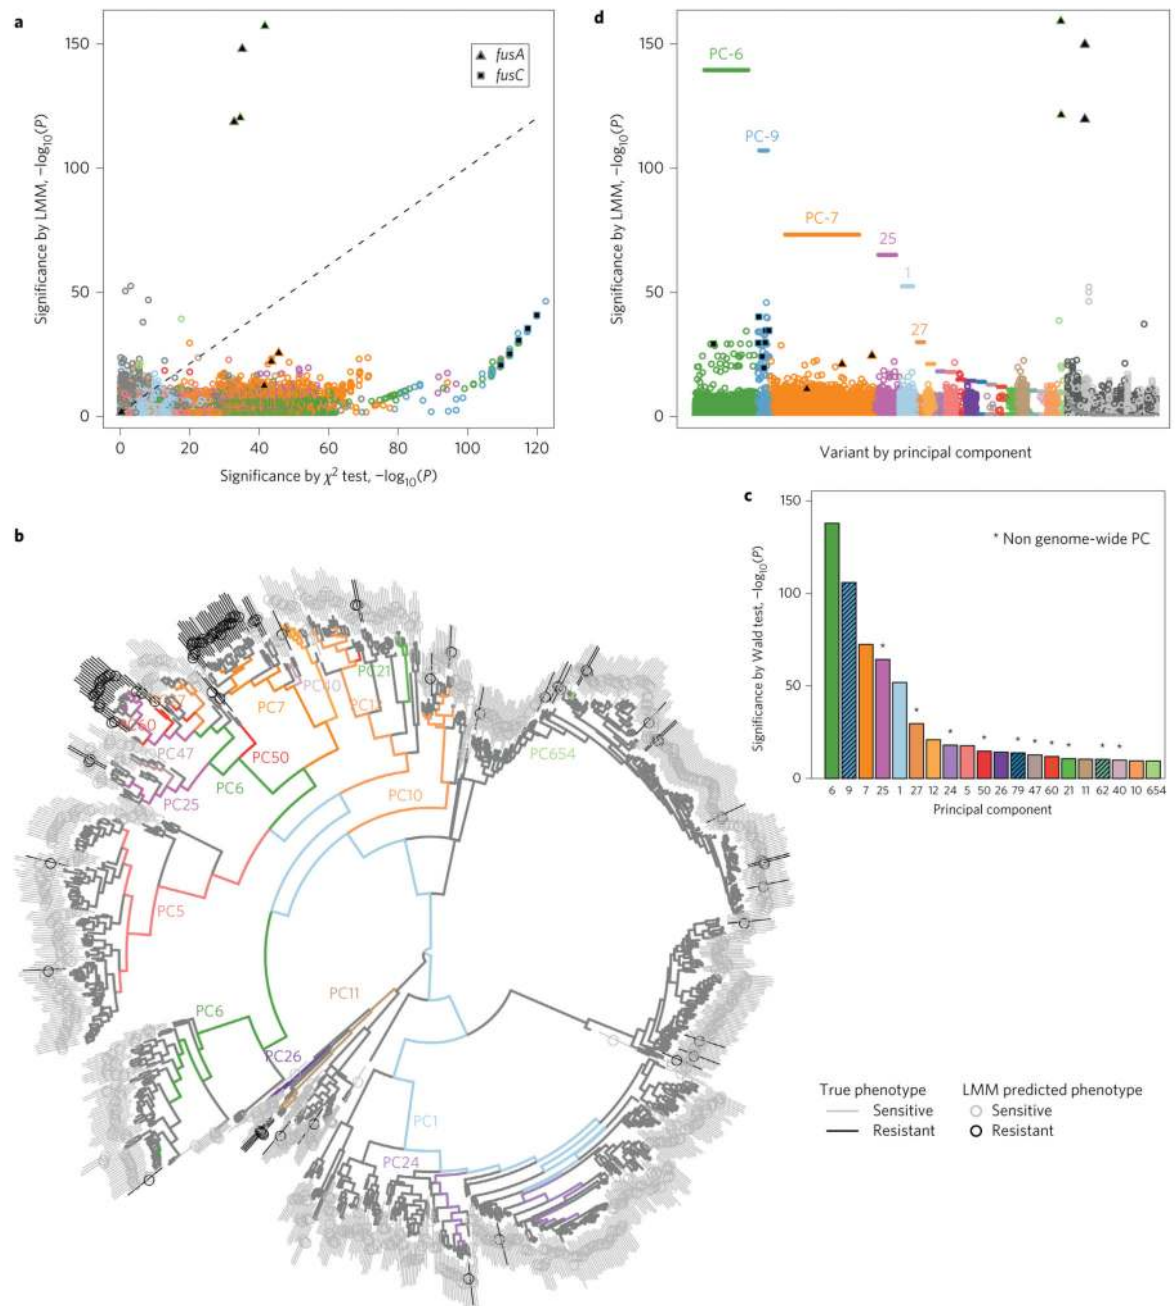 a
Significance by LMM, −log₁₀(P)
150
100
50
0
fusA
fusC
0
20
40
60
80
100
120
Significance by χ² test, −log₁₀(P)
d
Significance by LMM, −log₁₀(P)
150
100
50
0
PC-6
PC-9
PC-7
25
1
27
Variant by principal component
c
Significance by Wald test, −log₁₀(P)
150
100
50
0
* Non genome-wide PC
*
*
*
*
*
*
*
*
*
*
6 9 7 25 1 27 12 24 5 50 26 79 47 60 21 11 62 40 10 654
Principal component
b
PC21
PC7
PC47
PC50
PC6
PC25
PC10
PC654
PC5
PC11
PC6
PC26
PC1
PC24
True phenotype
Sensitive
Resistant
LMM predicted phenotype
Sensitive
Resistant